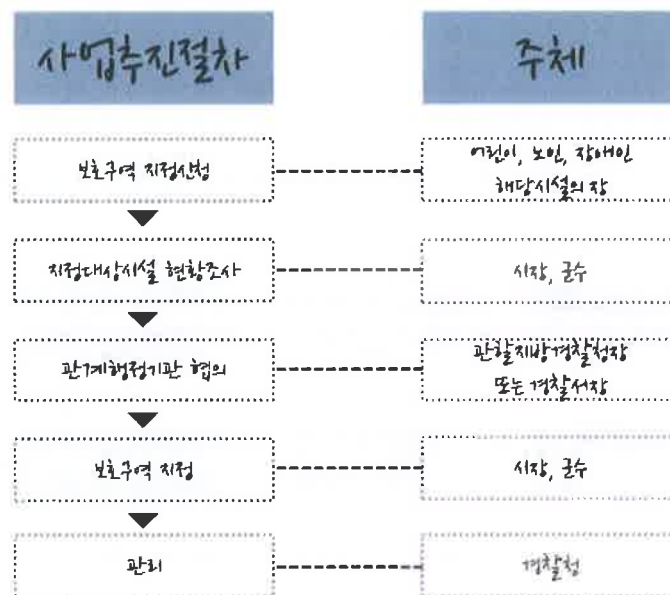 사업추진절차
주체
보호구역 지정신청
어린이, 노인, 장애인
해당시설의 장
지정대상시설 현황조사
시장, 군수
관계행정기관 협의
관할지방경찰청장
또는 경찰서장
보호구역 지정
시장, 군수
관리
경찰청